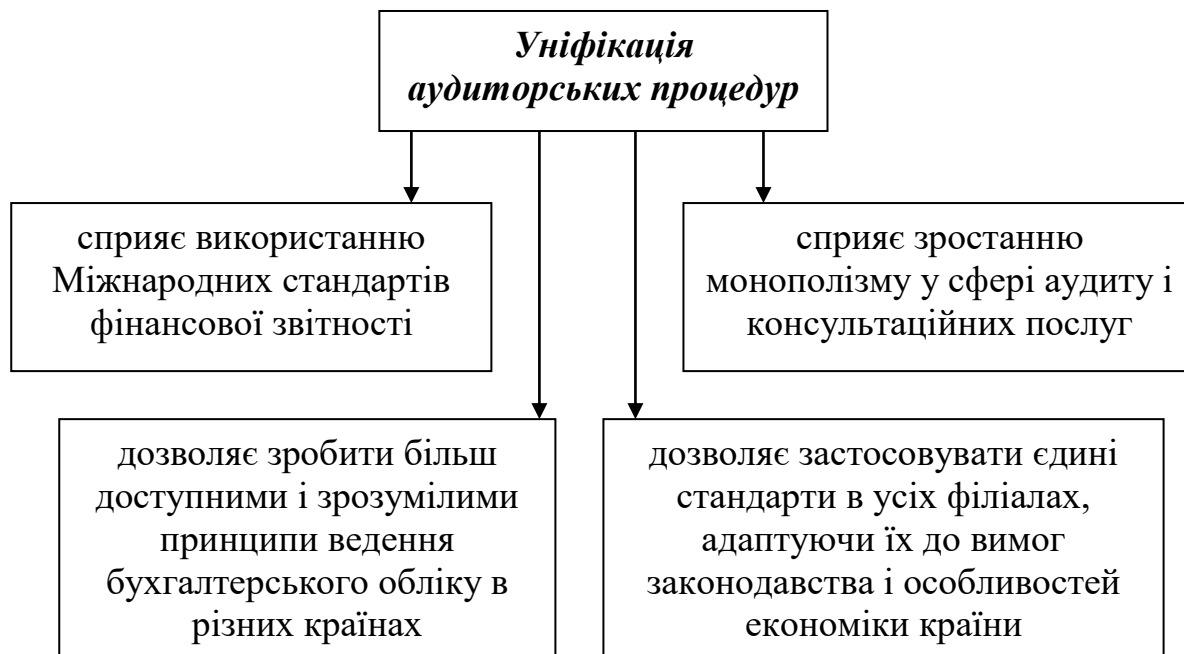 Уніфікація
аудиторських процедур
сприяє використанню
Міжнародних стандартів
фінансової звітності
сприяє зростанню
монополізму у сфері аудиту і
консультаційних послуг
дозволяє зробити більш
доступними і зрозумілими
принципи ведення
бухгалтерського обліку в
різних країнах
дозволяє застосовувати єдині
стандарти в усіх філіалах,
адаптуючи їх до вимог
законодавства і особливостей
економіки країни